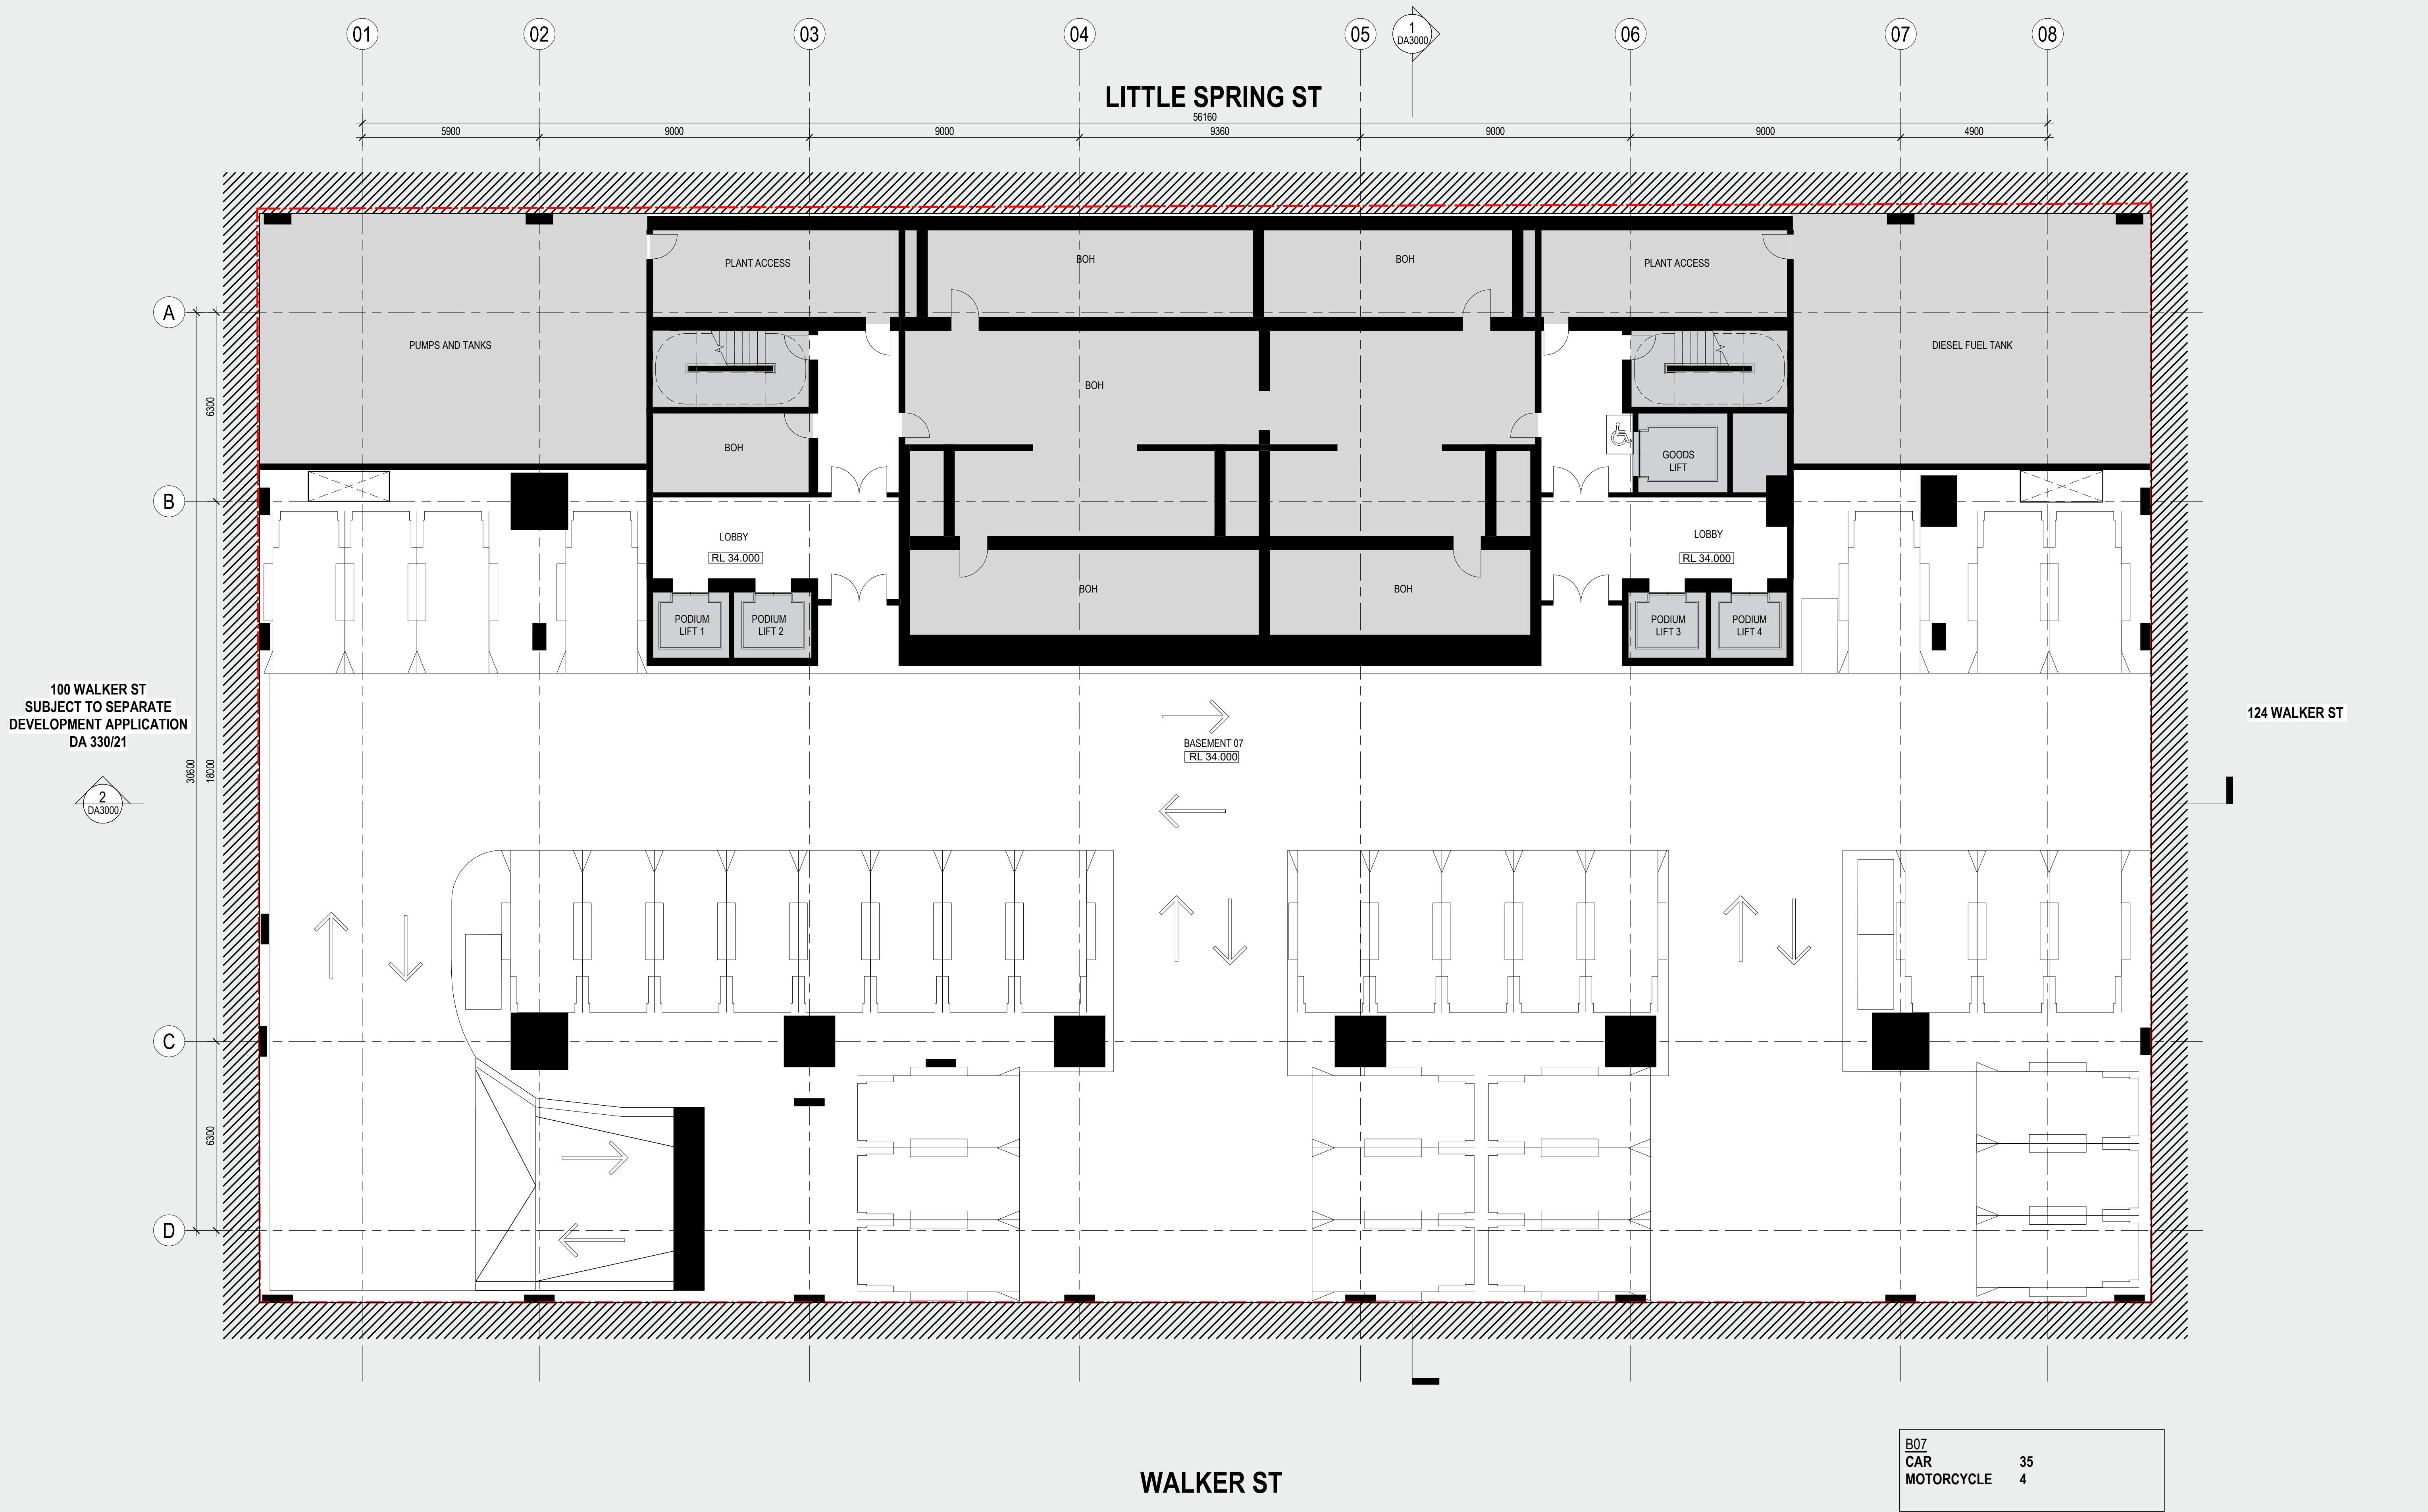 01
02
03
04
05
1
DA3000
06
07
08
LITTLE SPRING ST
56160
5900
9000
9000
9360
9000
9000
4900
A
B
C
D
6300
18000
30600
6300
PLANT ACCESS
BOH
BOH
PLANT ACCESS
PUMPS AND TANKS
DIESEL FUEL TANK
BOH
BOH
GOODS
LIFT
LOBBY
RL 34.000
LOBBY
RL 34.000
BOH
BOH
PODIUM
LIFT 1
PODIUM
LIFT 2
PODIUM
LIFT 3
PODIUM
LIFT 4
100 WALKER ST
SUBJECT TO SEPARATE
DEVELOPMENT APPLICATION
DA 330/21
124 WALKER ST
BASEMENT 07
RL 34.000
2
DA3000
B07
CAR 35
MOTORCYCLE 4
WALKER ST